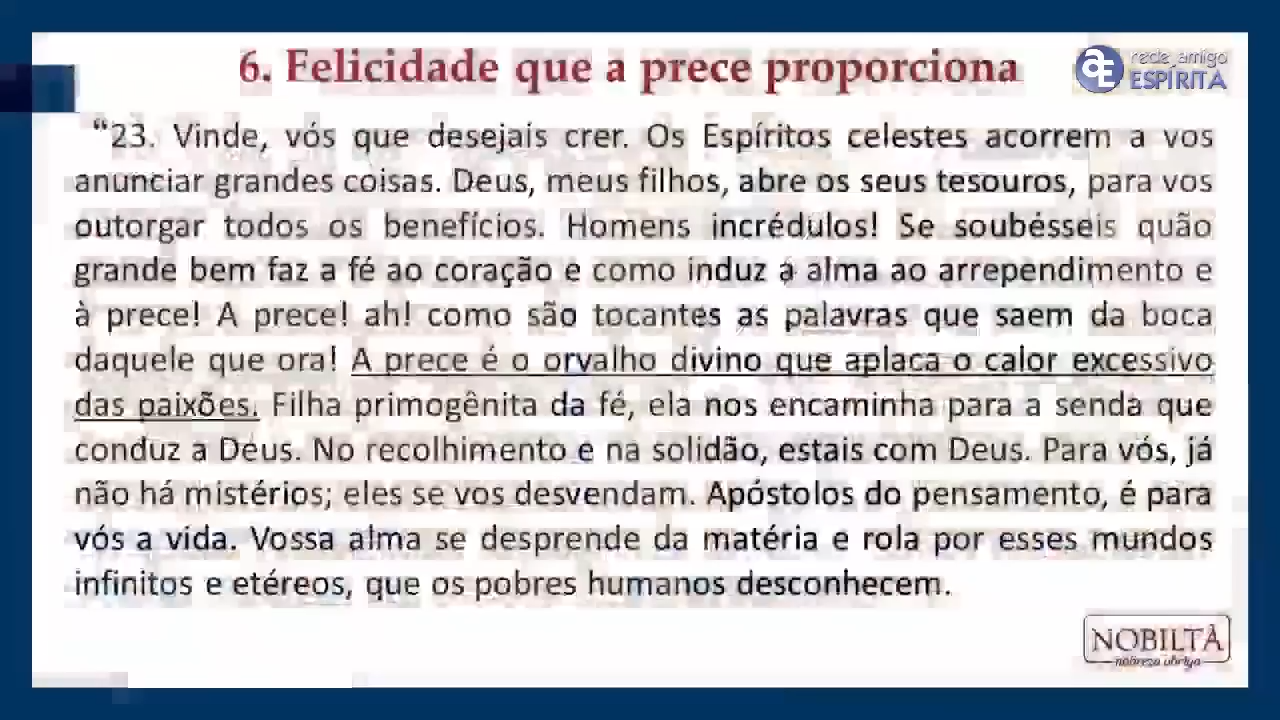 6. Felicidade que a prece proporciona
rede amigo
ESPÍRITA
“23. Vinde, vós que desejais crer. Os Espíritos celestes acorrem a vos
anunciar grandes coisas. Deus, meus filhos, abre os seus tesouros, para vos
outorgar todos os benefícios. Homens incrédulos! Se soubésseis quão
grande bem faz a fé ao coração e como induz a alma ao arrependimento e
à prece! A prece! ah! como são tocantes as palavras que saem da boca
daquele que ora! A prece é o orvalho divino que aplaca o calor excessivo
das paixões. Filha primogênita da fé, ela nos encaminha para a senda que
conduz a Deus. No recolhimento e na solidão, estais com Deus. Para vós, já
não há mistérios; eles se vos desvendam. Apóstolos do pensamento, é para
vós a vida. Vossa alma se desprende da matéria e rola por esses mundos
infinitos e etéreos, que os pobres humanos desconhecem.
NOBILTÀ
nobreza obriga